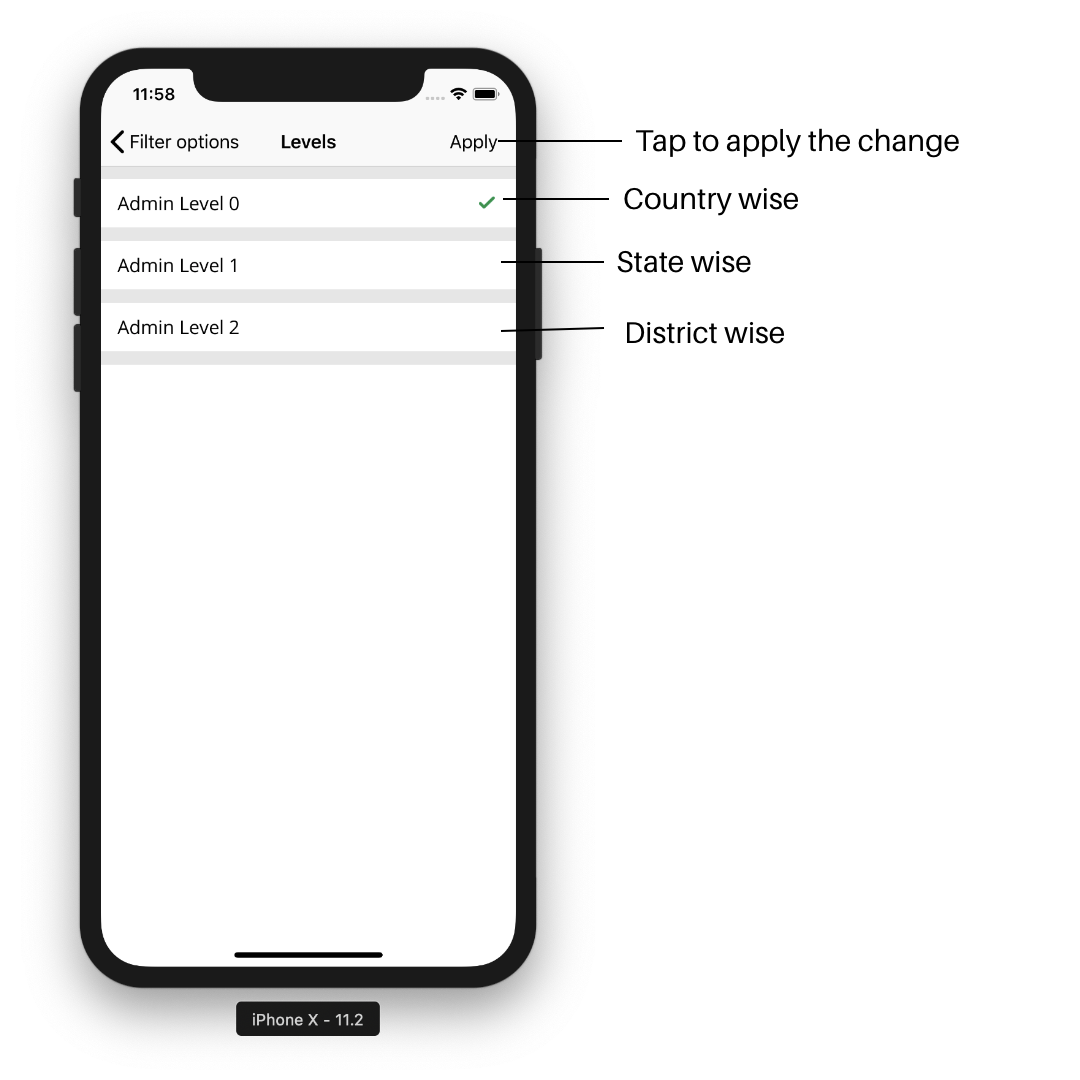 11:58
Filter options Levels Apply Tap to apply the change
Admin Level 0 Country wise
Admin Level 1 State wise
Admin Level 2 District wise
iPhone X - 11.2